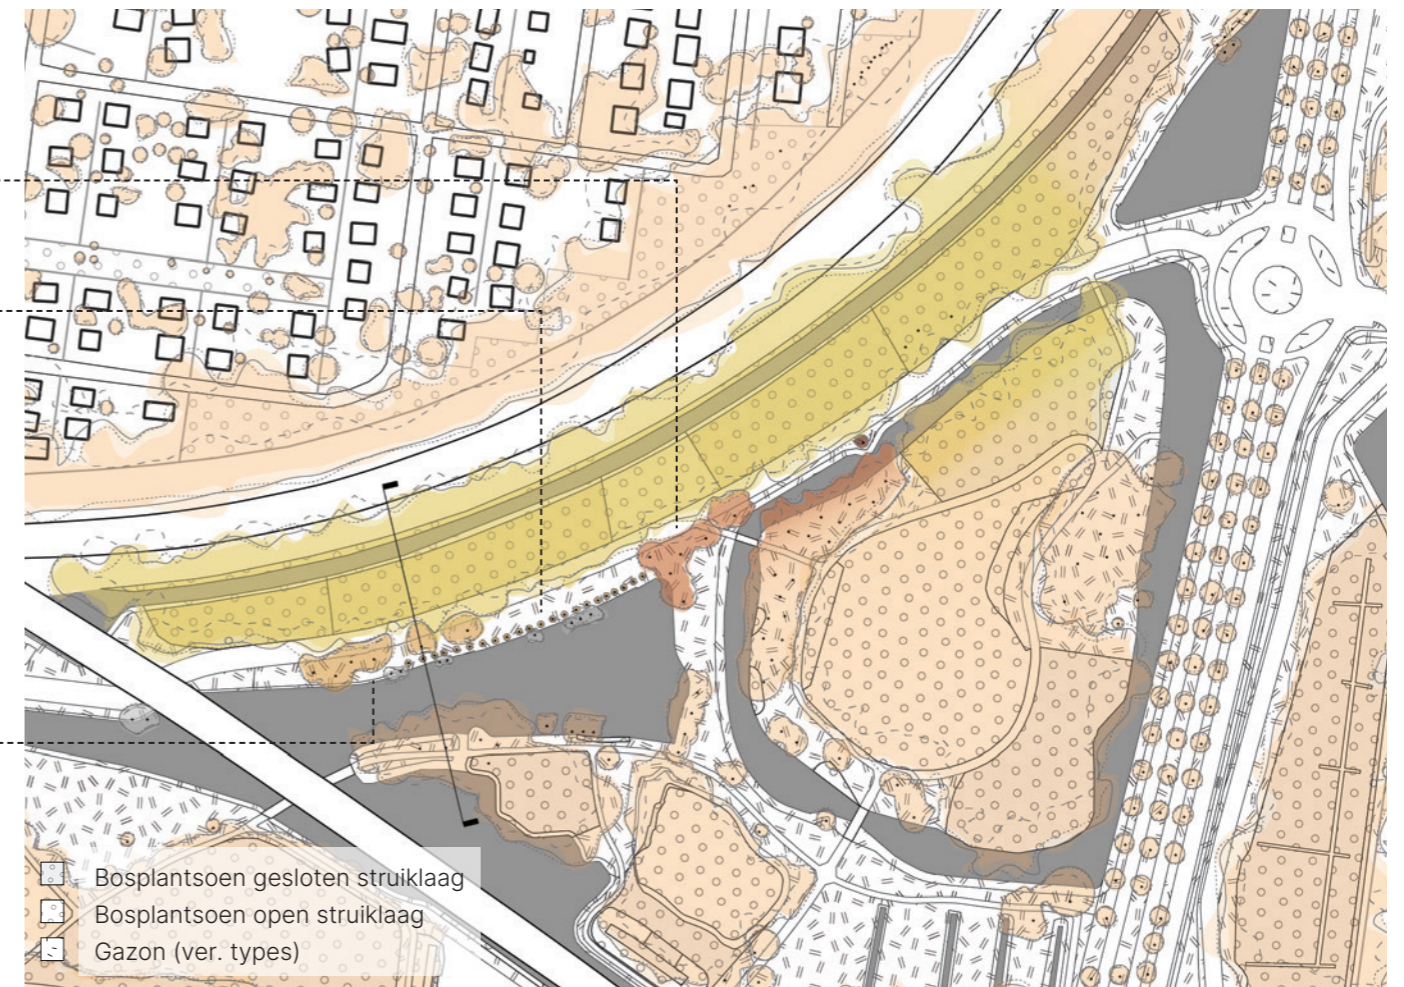 Bosplantsoen gesloten struiklaag
Bosplantsoen open struiklaag
Gazon (ver. types)